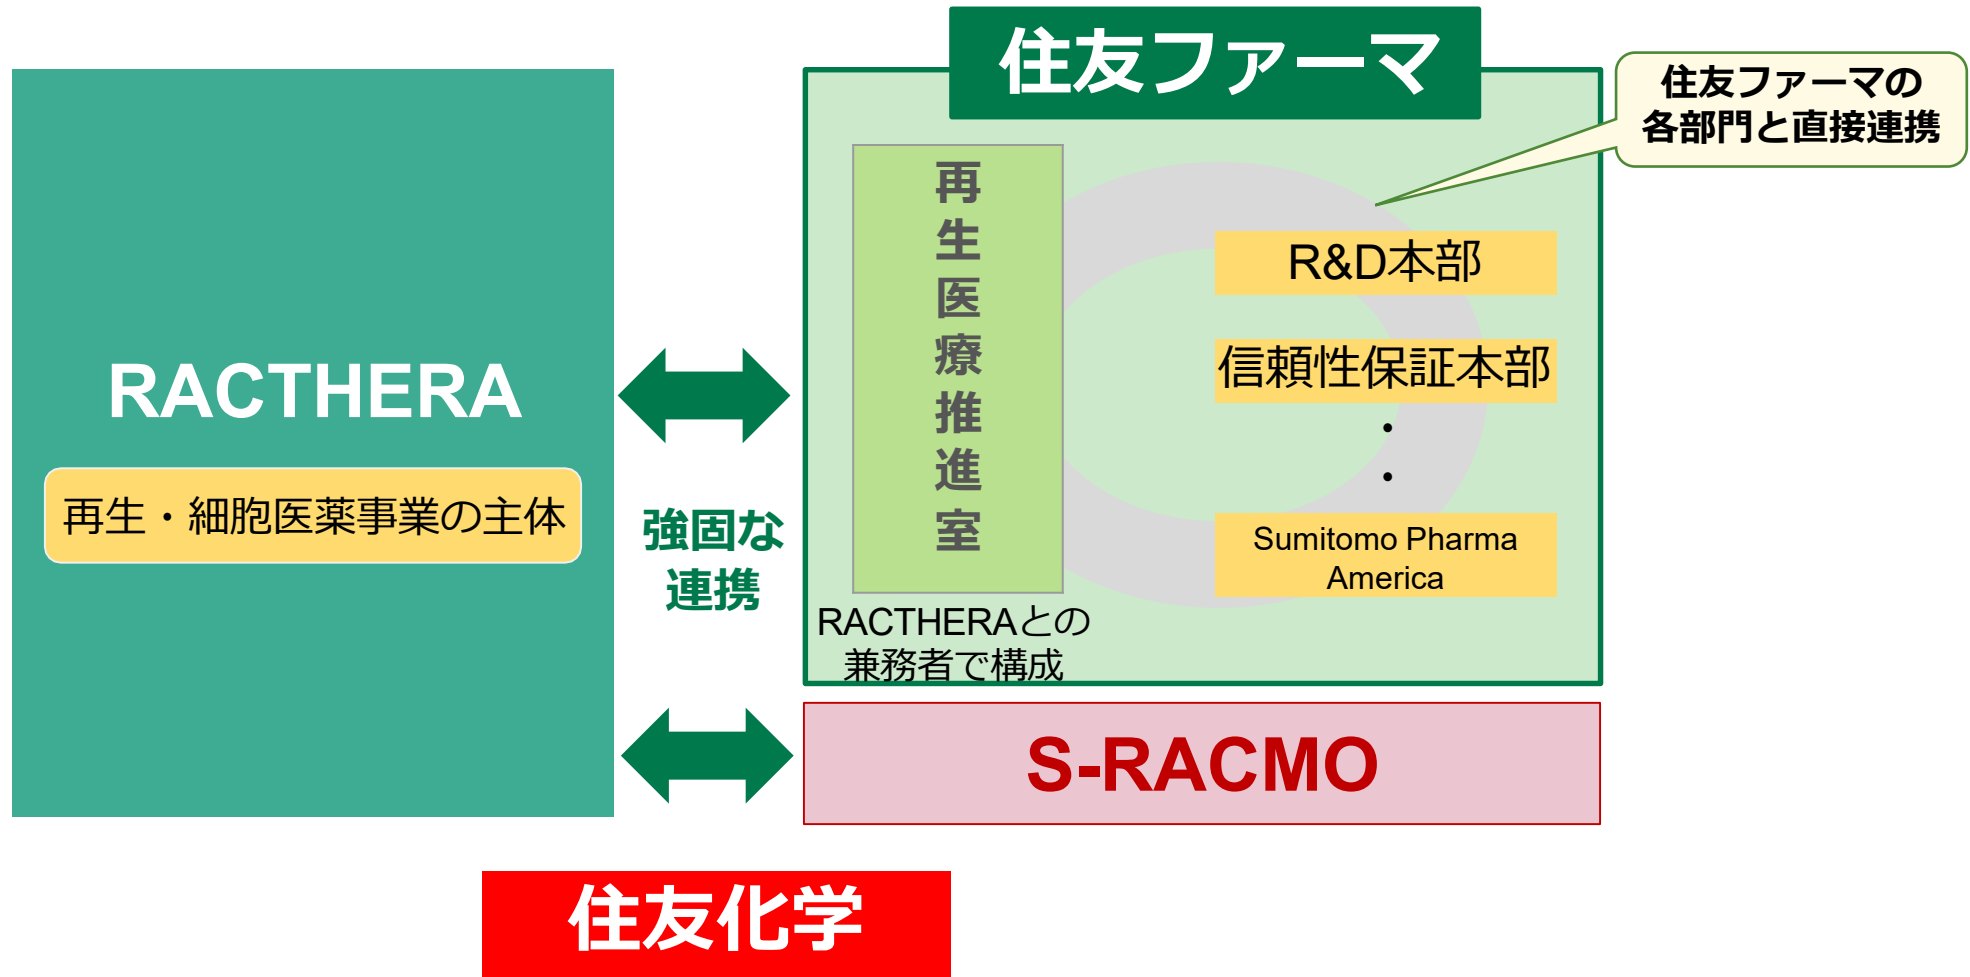 住友ファーマ
住友ファーマの
各部門と直接連携
RACTHERA
再生・細胞医薬事業の主体
強固な
連携
再生医療推進室
RACTHERAとの
兼務者で構成
R&D本部
信頼性保証本部
・
・
Sumitomo Pharma
America
S-RACMO
住友化学